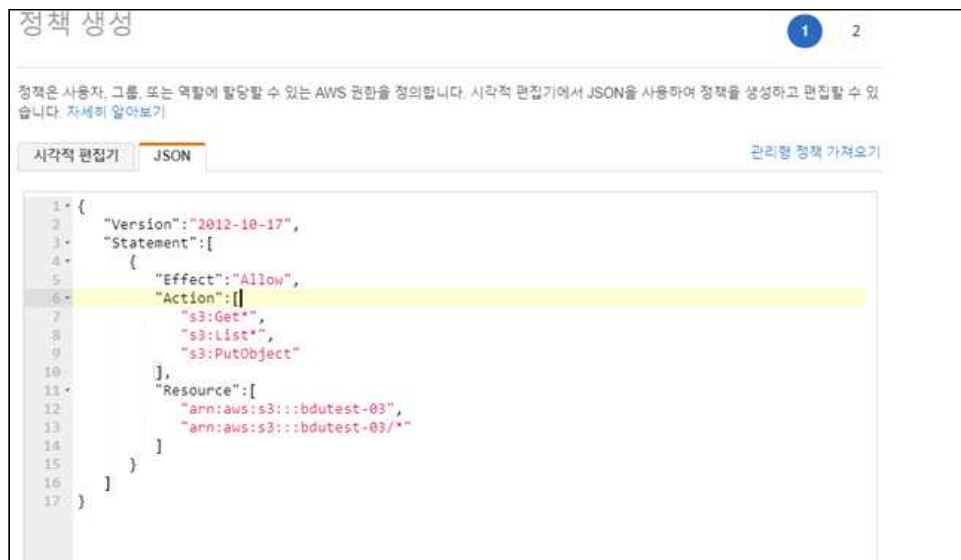 정책 생성
1 2
정책은 사용자, 그룹, 또는 역할에 할당할 수 있는 AWS 권한을 정의합니다. 시각적 편집기에서 JSON을 사용하여 정책을 생성하고 편집할 수 있
습니다. 자세히 알아보기
시각적 편집기 JSON 관리형 정책 가져오기
1 {
2 "Version":"2012-10-17",
3 "Statement":[
4 {
5 "Effect":"Allow",
6 "Action":[
7 "s3:Get*",
8 "s3:List*",
9 "s3:PutObject"
10 ],
11 "Resource":[
12 "arn:aws:s3:::bdutest-03",
13 "arn:aws:s3:::bdutest-03/*"
14 ]
15 }
16 ]
17 }